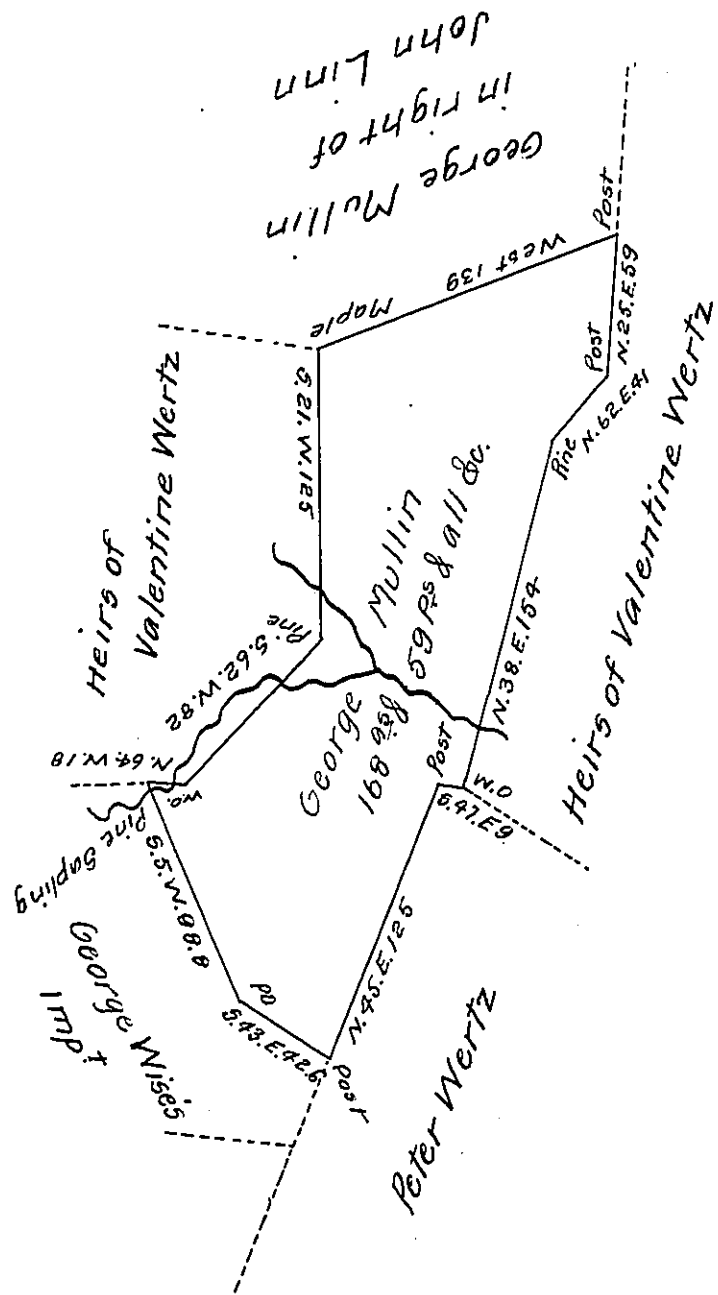 George Mullin
in right of
John Linn
Heirs of
Valentine Wertz
Maple
West 139
Post
N.25.E.59
Post
N.62.E.41
Pine
S.21.W.125
Pine
S.62.W.82
N.64.W.18
W.O.
Pine Sapling
S.5.W.88.8
PO
S.43.E.42.6
Post
N.45.E.125
Post
S.47.E9.
W.O
N.38.E.154
George Mullin
168 as & 59 Ps & all &c.
Heirs of Valentine Wertz
Peter Wertz
George Wise's
Impt